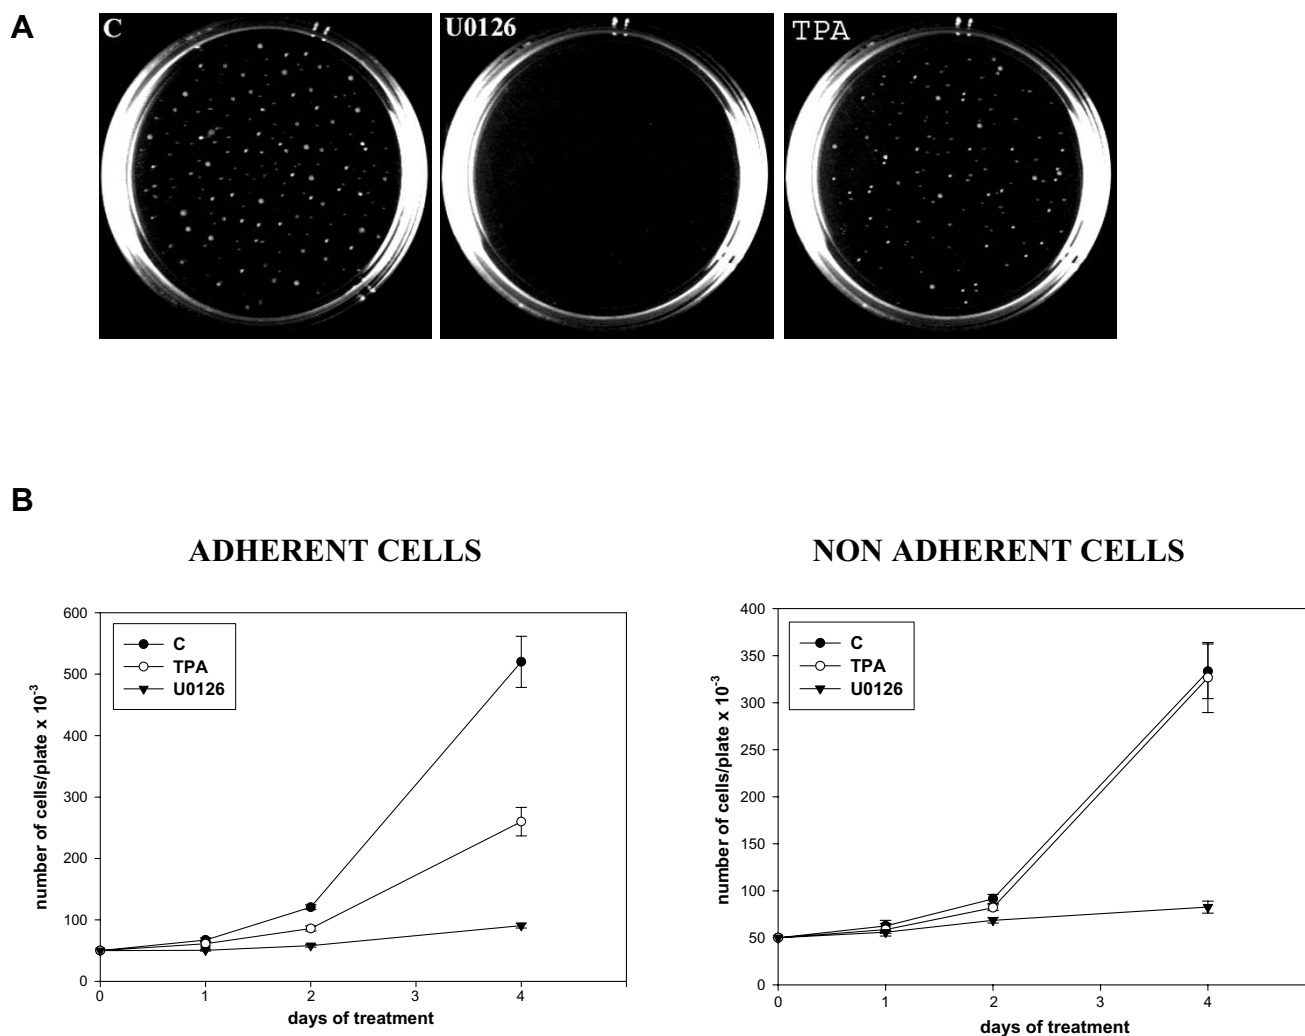 A
C
U0126
TPA
B
ADHERENT CELLS
NON ADHERENT CELLS
number of cells/plate x 10-3
600
500
400
300
200
100
0
C
TPA
U0126
0 1 2 3 4
days of treatment
number of cells/plate x 10-3
400
350
300
250
200
150
100
50
0
C
TPA
U0126
0 1 2 3 4
days of treatment